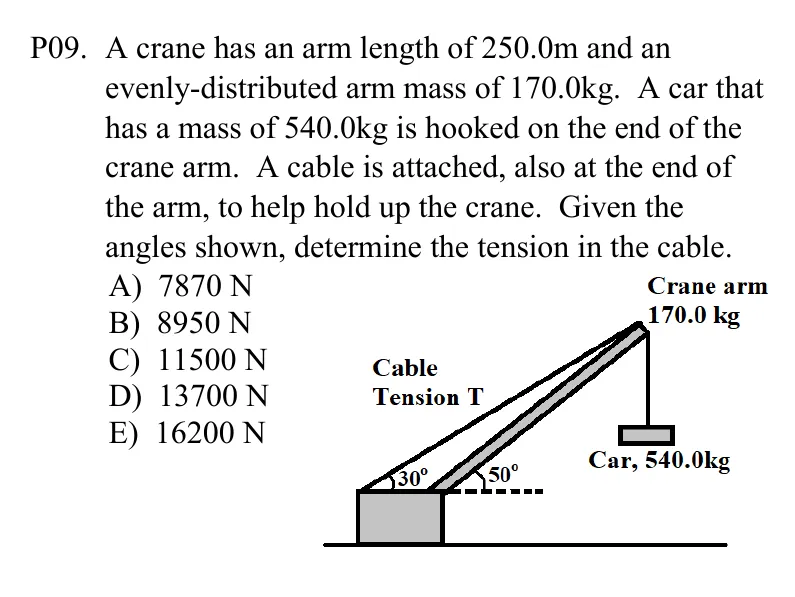 P09. A crane has an arm length of 250.0m and an
evenly-distributed arm mass of 170.0kg. A car that
has a mass of 540.0kg is hooked on the end of the
crane arm. A cable is attached, also at the end of
the arm, to help hold up the crane. Given the
angles shown, determine the tension in the cable.
A) 7870 N
B) 8950 N
C) 11500 N
D) 13700 N
E) 16200 N
Crane arm
170.0 kg
Cable
Tension T
Car, 540.0kg
30º
50º